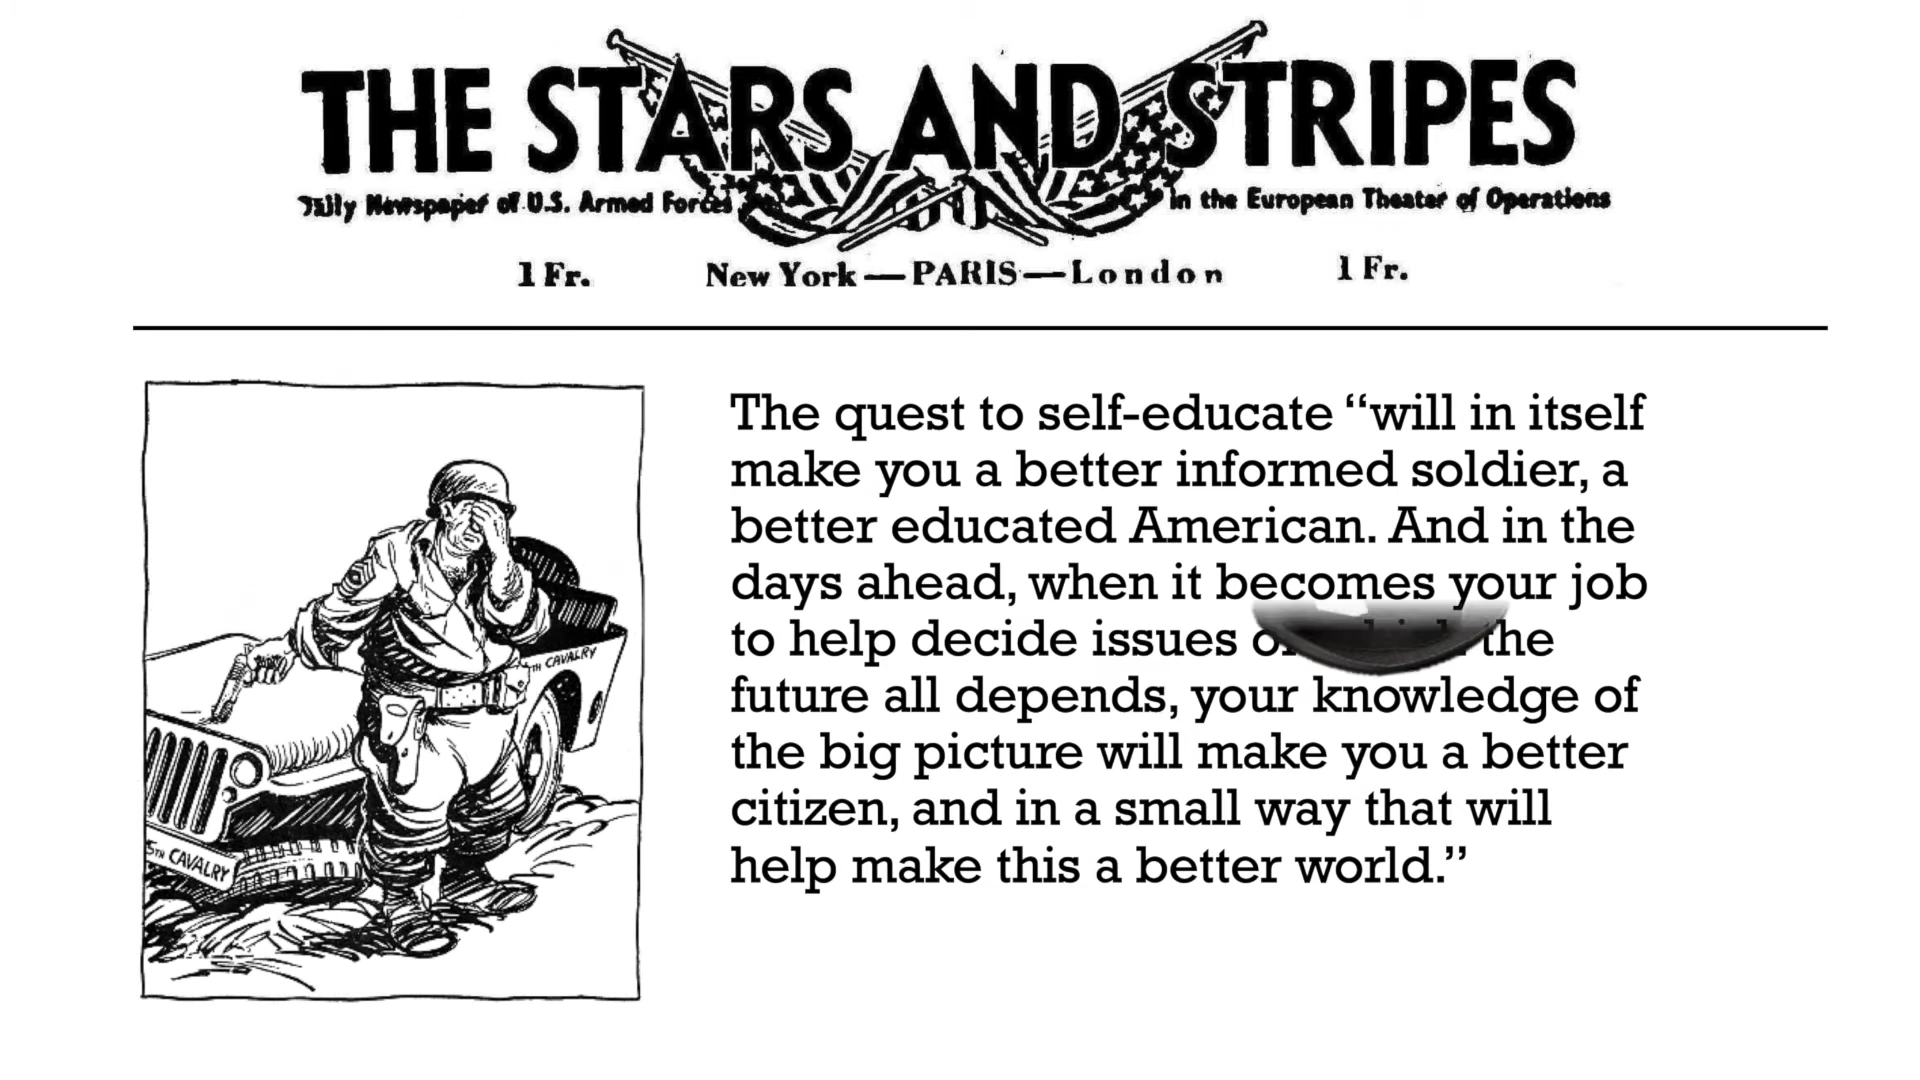 THE STARS AND STRIPES
Daily Newspaper of U.S. Armed Forces in the European Theater of Operations
1 Fr. New York — PARIS — London 1 Fr.
The quest to self-educate “will in itself
make you a better informed soldier, a
better educated American. And in the
days ahead, when it becomes your job
to help decide issues the
future all depends, your knowledge of
the big picture will make you a better
citizen, and in a small way that will
help make this a better world.”
TH CAVALRY
5TH CAVALRY